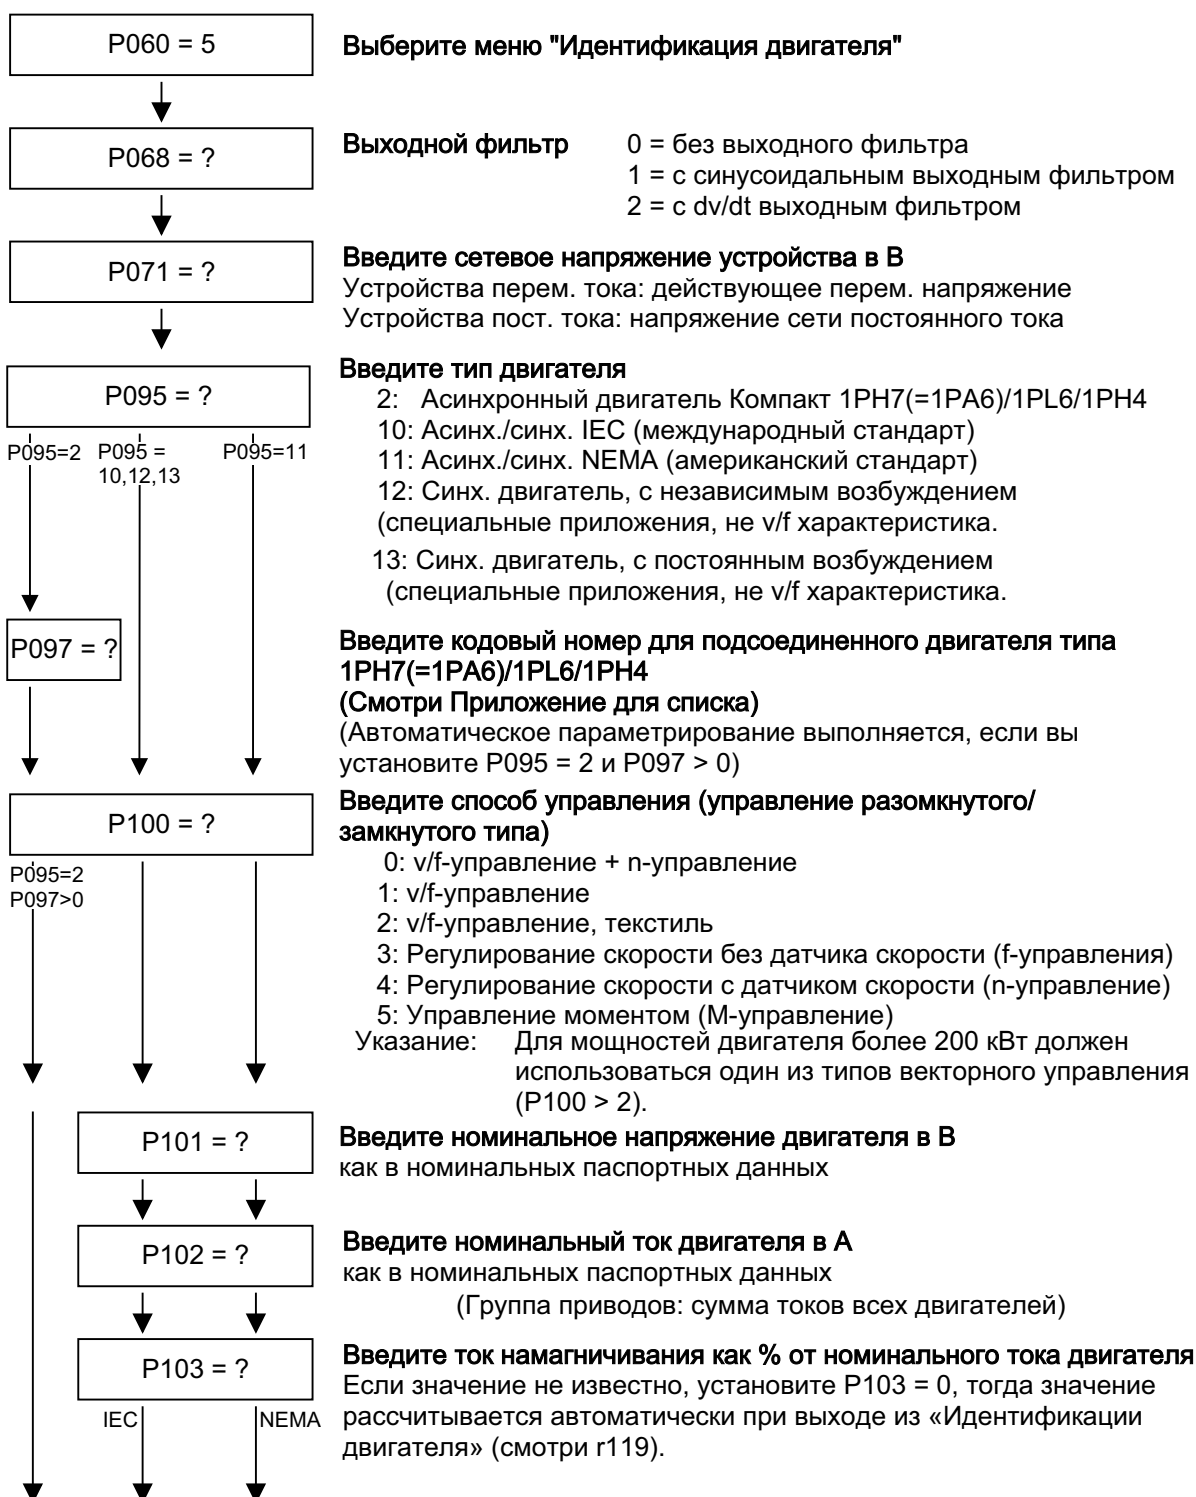 P060 = 5
Выберите меню "Идентификация двигателя"
P068 = ?
Выходной фильтр 0 = без выходного фильтра
1 = с синусоидальным выходным фильтром
2 = с dv/dt выходным фильтром
P071 = ?
Введите сетевое напряжение устройства в В
Устройства перем. тока: действующее перем. напряжение
Устройства пост. тока: напряжение сети постоянного тока
P095 = ?
Введите тип двигателя
2: Асинхронный двигатель Компакт 1PH7(=1PA6)/1PL6/1PH4
10: Асинх./синх. IEC (международный стандарт)
11: Асинх./синх. NEMA (американский стандарт)
12: Синх. двигатель, с независимым возбуждением
(специальные приложения, не v/f характеристика.
13: Синх. двигатель, с постоянным возбуждением
(специальные приложения, не v/f характеристика.
P095=2
P095 =
10,12,13
P095=11
P097 = ?
Введите кодовый номер для подсоединенного двигателя типа
1PH7(=1PA6)/1PL6/1PH4
(Смотри Приложение для списка)
(Автоматическое параметрирование выполняется, если вы
установите P095 = 2 и P097 > 0)
P100 = ?
Введите способ управления (управление разомкнутого/
замкнутого типа)
0: v/f-управление + n-управление
1: v/f-управление
2: v/f-управление, текстиль
3: Регулирование скорости без датчика скорости (f-управления)
4: Регулирование скорости с датчиком скорости (n-управление)
5: Управление моментом (М-управление)
Указание: Для мощностей двигателя более 200 кВт должен
использоваться один из типов векторного управления
(P100 > 2).
P095=2
P097>0
P101 = ?
Введите номинальное напряжение двигателя в В
как в номинальных паспортных данных
P102 = ?
Введите номинальный ток двигателя в А
как в номинальных паспортных данных
(Группа приводов: сумма токов всех двигателей)
P103 = ?
Введите ток намагничивания как % от номинального тока двигателя
Если значение не известно, установите P103 = 0, тогда значение
рассчитывается автоматически при выходе из «Идентификации
двигателя» (смотри r119).
IEC
NEMA